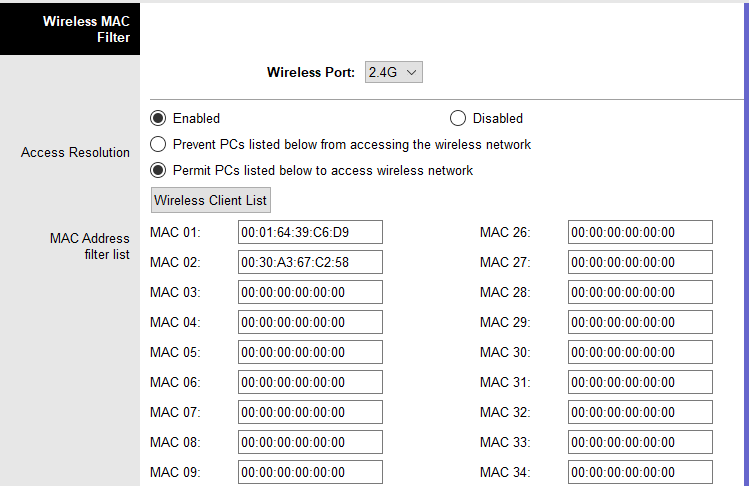 Wireless MAC
Filter
Wireless Port: 2.4G
Enabled Disabled
Access Resolution
Prevent PCs listed below from accessing the wireless network
Permit PCs listed below to access wireless network
Wireless Client List
MAC Address
filter list
MAC 01: 00:01:64:39:C6:D9 MAC 26: 00:00:00:00:00:00
MAC 02: 00:30:A3:67:C2:58 MAC 27: 00:00:00:00:00:00
MAC 03: 00:00:00:00:00:00 MAC 28: 00:00:00:00:00:00
MAC 04: 00:00:00:00:00:00 MAC 29: 00:00:00:00:00:00
MAC 05: 00:00:00:00:00:00 MAC 30: 00:00:00:00:00:00
MAC 06: 00:00:00:00:00:00 MAC 31: 00:00:00:00:00:00
MAC 07: 00:00:00:00:00:00 MAC 32: 00:00:00:00:00:00
MAC 08: 00:00:00:00:00:00 MAC 33: 00:00:00:00:00:00
MAC 09: 00:00:00:00:00:00 MAC 34: 00:00:00:00:00:00